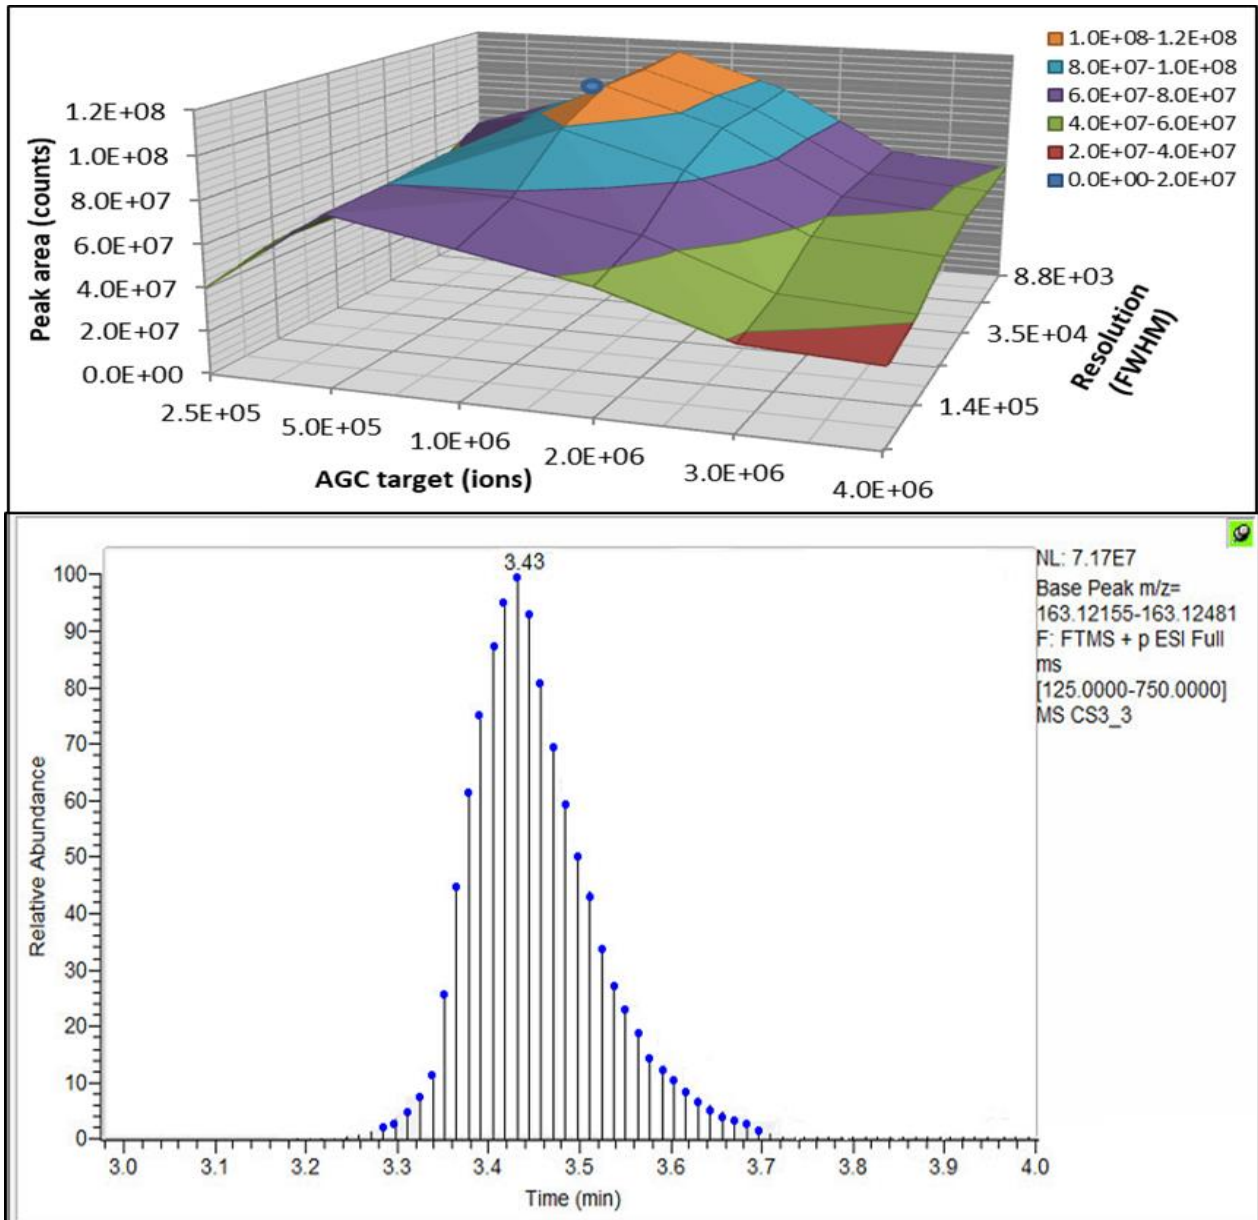 1.0E+08-1.2E+08
8.0E+07-1.0E+08
6.0E+07-8.0E+07
4.0E+07-6.0E+07
2.0E+07-4.0E+07
0.0E+00-2.0E+07
Peak area (counts)
1.2E+08
1.0E+08
8.0E+07
6.0E+07
4.0E+07
2.0E+07
0.0E+00
2.5E+05
5.0E+05
1.0E+06
2.0E+06
3.0E+06
4.0E+06
AGC target (ions)
8.8E+03
3.5E+04
1.4E+05
Resolution
(FWHM)
3.43
NL: 7.17E7
Base Peak m/z=
163.12155-163.12481
F: FTMS + p ESI Full
ms
[125.0000-750.0000]
MS CS3_3
Relative Abundance
100
90
80
70
60
50
40
30
20
10
0
3.0 3.1 3.2 3.3 3.4 3.5 3.6 3.7 3.8 3.9 4.0
Time (min)